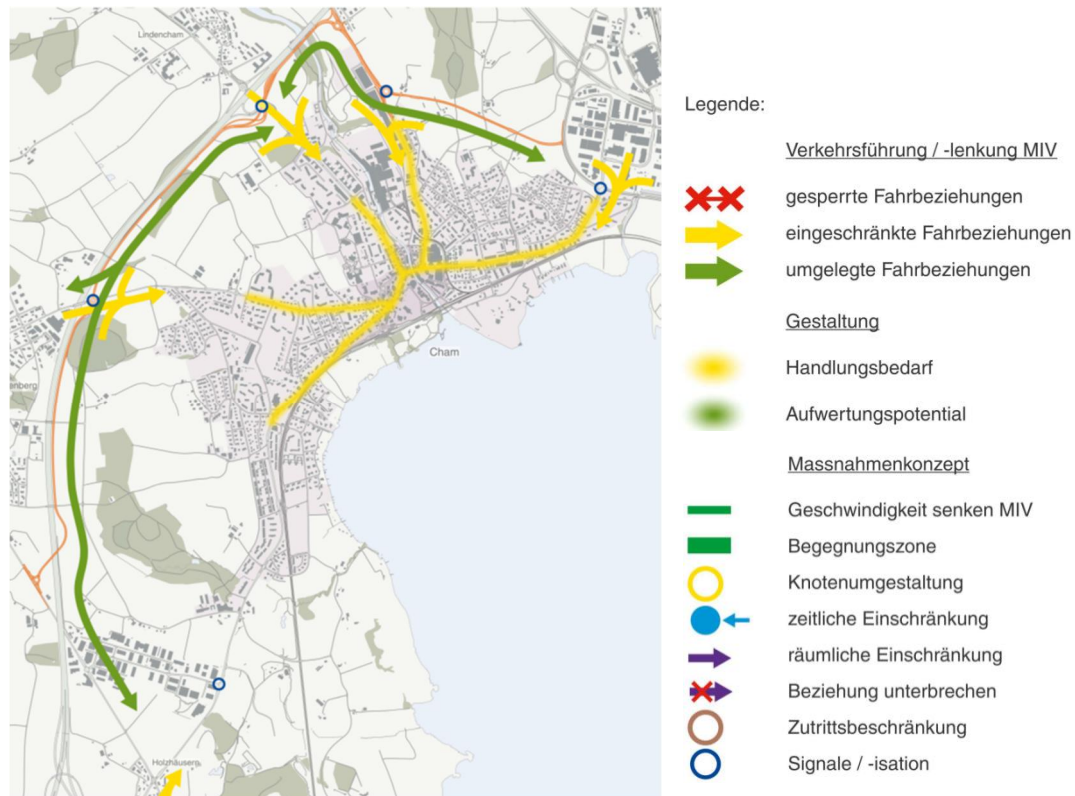 Lindencham
Cham
enberg
Holzhäusern
Legende:
Verkehrsführung / -lenkung MIV
gesperrte Fahrbeziehungen
eingeschränkte Fahrbeziehungen
umgelegte Fahrbeziehungen
Gestaltung
Handlungsbedarf
Aufwertungspotential
Massnahmenkonzept
Geschwindigkeit senken MIV
Begegnungszone
Knotenumgestaltung
zeitliche Einschränkung
räumliche Einschränkung
Beziehung unterbrechen
Zutrittsbeschränkung
Signale / -isation